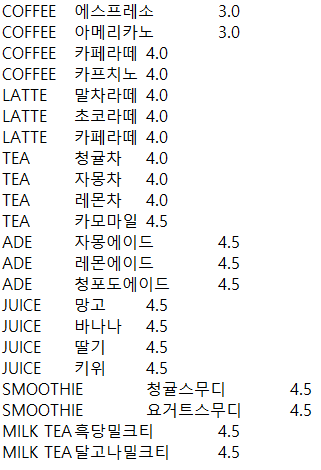 COFFEE 에스프레소 3.0
COFFEE 아메리카노 3.0
COFFEE 카페라떼 4.0
COFFEE 카프치노 4.0
LATTE 말차라떼 4.0
LATTE 초코라떼 4.0
LATTE 카페라떼 4.0
TEA 청귤차 4.0
TEA 자몽차 4.0
TEA 레몬차 4.0
TEA 카모마일 4.5
ADE 자몽에이드 4.5
ADE 레몬에이드 4.5
ADE 청포도에이드 4.5
JUICE 망고 4.5
JUICE 바나나 4.5
JUICE 딸기 4.5
JUICE 키위 4.5
SMOOTHIE 청귤스무디 4.5
SMOOTHIE 요거트스무디 4.5
MILK TEA 흑당밀크티 4.5
MILK TEA 달고나밀크티 4.5